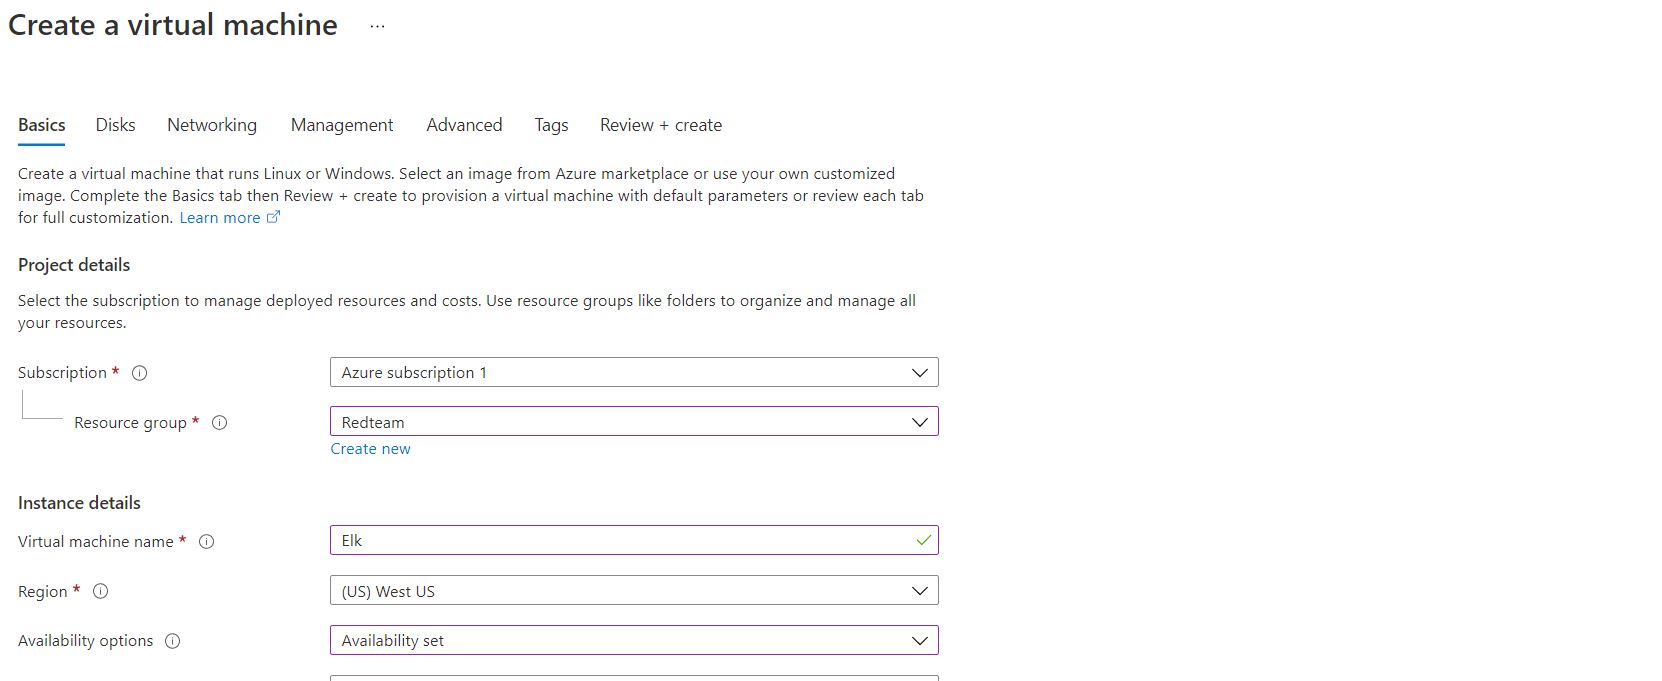 Create a virtual machine ...
Basics Disks Networking Management Advanced Tags Review + create
Create a virtual machine that runs Linux or Windows. Select an image from Azure marketplace or use your own customized
image. Complete the Basics tab then Review + create to provision a virtual machine with default parameters or review each tab
for full customization. Learn more
Project details
Select the subscription to manage deployed resources and costs. Use resource groups like folders to organize and manage all
your resources.
Subscription * Azure subscription 1
Resource group * Redteam
Create new
Instance details
Virtual machine name * Elk
Region * (US) West US
Availability options Availability set